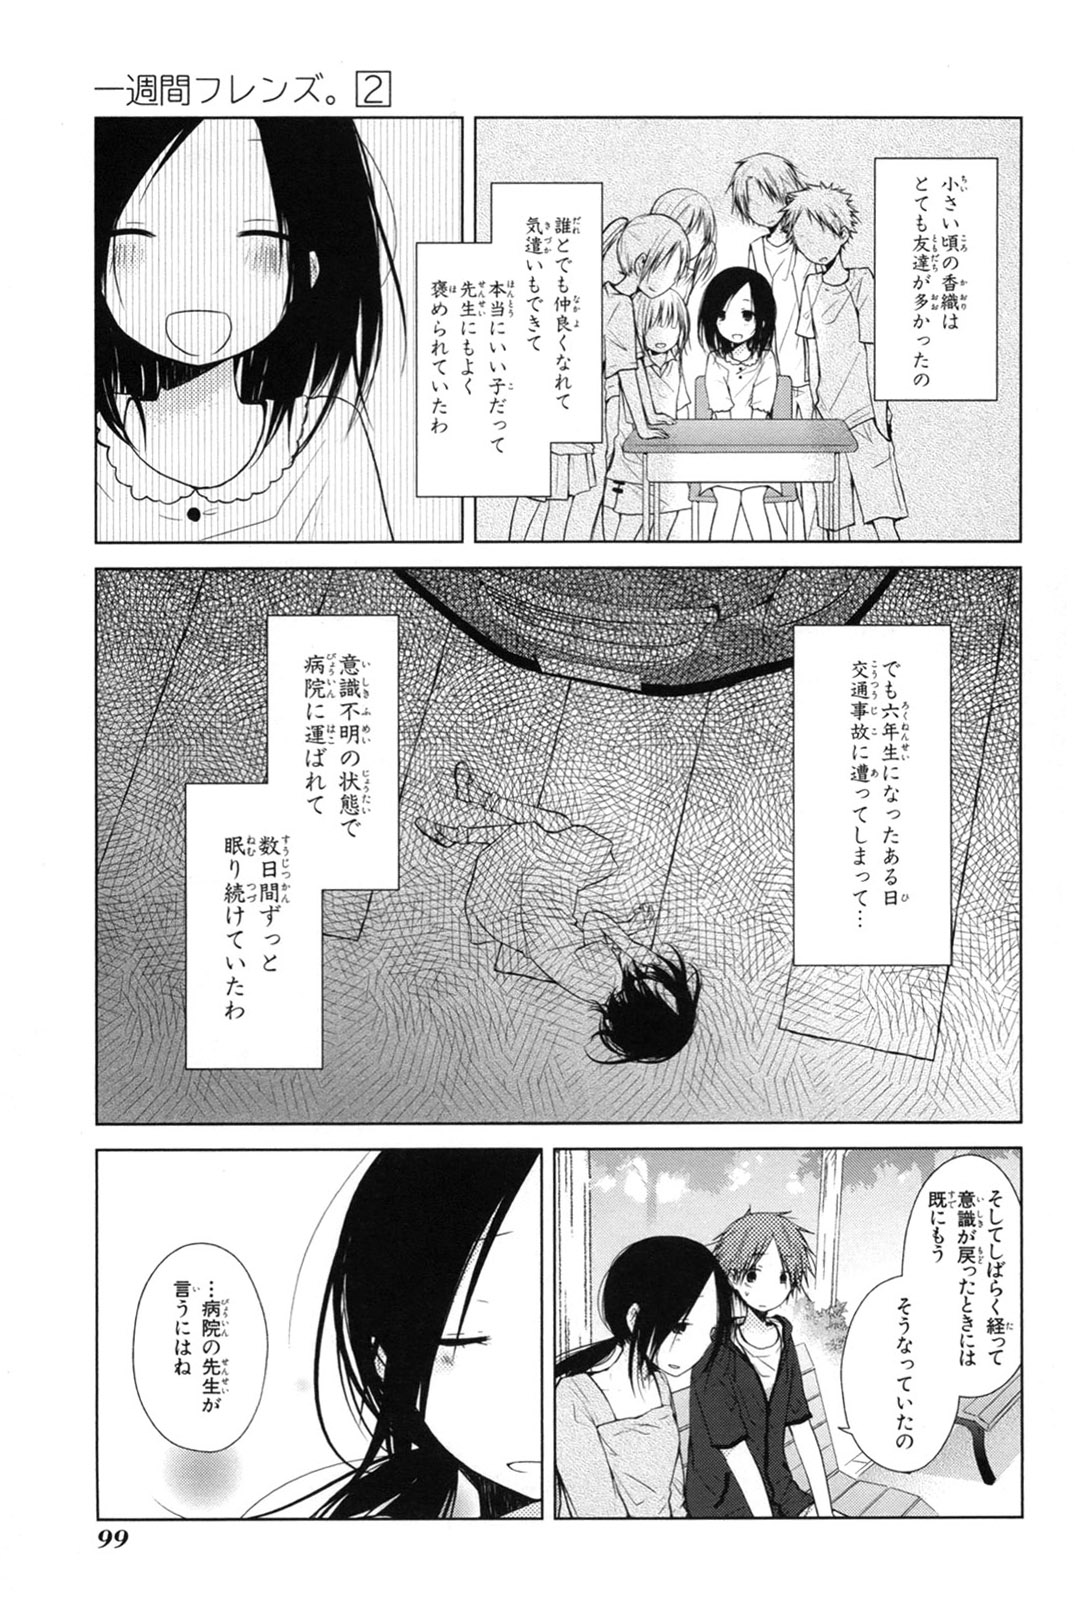 一週間フレンズ。2
小さい頃の香織は
とても友達が多かったの
誰とでも仲良くなれて
気遣いもできて
本当にいい子だって
先生にもよく
褒められていたわ
でも六年生になったある日
交通事故に遭ってしまって…
意識不明の状態で
病院に運ばれて
数日間ずっと
眠り続けていたわ
そしてしばらく経って
意識が戻ったときには
既にもう
そうなっていたの
…病院の先生が
言うにはね
99